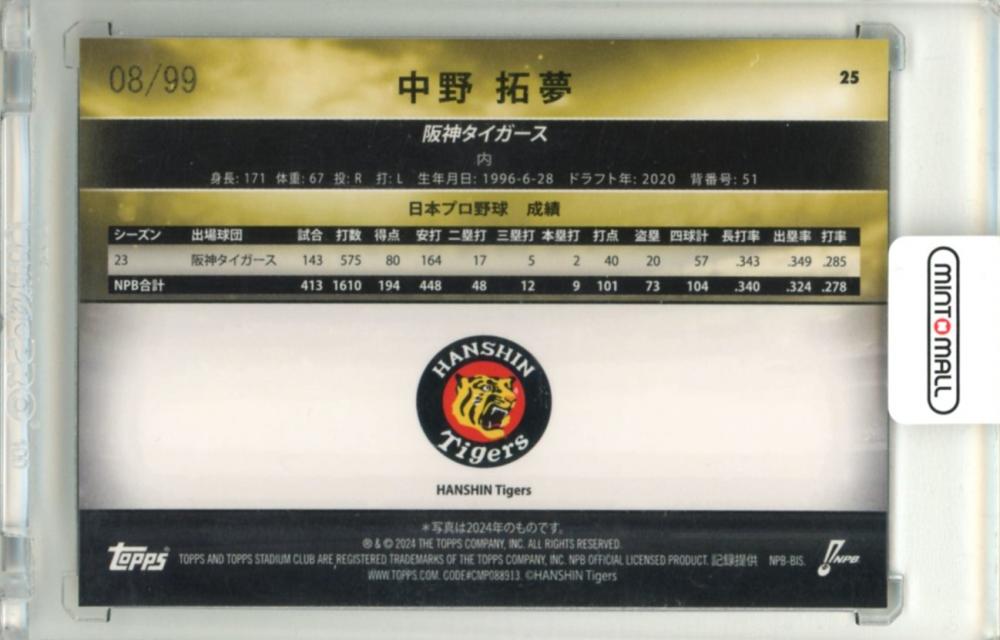 08/99
中野 拓夢
25
阪神タイガース
内
身長: 171 体重: 67 投: R 打: L 生年月日: 1996-6-28 ドラフト年: 2020 背番号: 51
日本プロ野球 成績
シーズン 出場球団 試合 打数 得点 安打 二塁打 三塁打 本塁打 打点 盗塁 四球計 長打率 出塁率 打率
23 阪神タイガース 143 575 80 164 17 5 2 40 20 57 .343 .349 .285
NPB合計 413 1610 194 448 48 12 9 101 73 104 .340 .324 .278
MINT MALL
HANSHIN
Tigers
HANSHIN Tigers
*写真は2024年のものです。
® & © 2024 THE TOPPS COMPANY, INC. ALL RIGHTS RESERVED.
topps®
TOPPS AND TOPPS STADIUM CLUB ARE REGISTERED TRADEMARKS OF THE TOPPS COMPANY, INC. NPB OFFICIAL LICENSED PRODUCT. 記録提供 NPB-BIS.
NPB
WWW.TOPPS.COM. CODE#CMP088913. ©HANSHIN Tigers